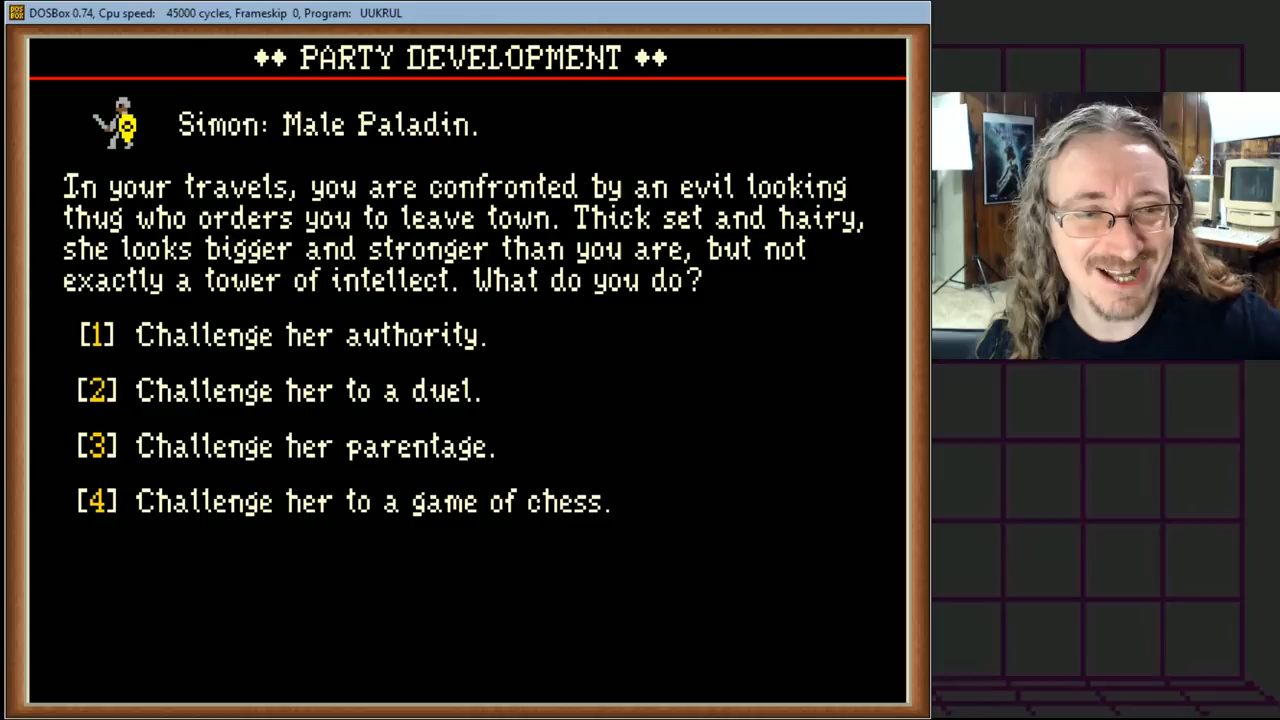 DOSBox 0.74, Cpu speed: 45000 cycles, Frameskip 0, Program: UUKRUL
PARTY DEVELOPMENT
Simon: Male Paladin.
In your travels, you are confronted by an evil looking
thug who orders you to leave town. Thick set and hairy,
she looks bigger and stronger than you are, but not
exactly a tower of intellect. What do you do?
[1] Challenge her authority.
[2] Challenge her to a duel.
[3] Challenge her parentage.
[4] Challenge her to a game of chess.